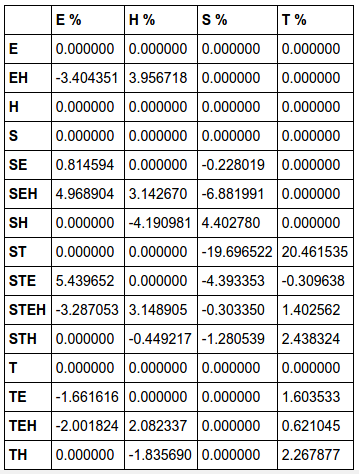 E % H % S % T %
E 0.000000 0.000000 0.000000 0.000000
EH -3.404351 3.956718 0.000000 0.000000
H 0.000000 0.000000 0.000000 0.000000
S 0.000000 0.000000 0.000000 0.000000
SE 0.814594 0.000000 -0.228019 0.000000
SEH 4.968904 3.142670 -6.881991 0.000000
SH 0.000000 -4.190981 4.402780 0.000000
ST 0.000000 0.000000 -19.696522 20.461535
STE 5.439652 0.000000 -4.393353 -0.309638
STEH -3.287053 3.148905 -0.303350 1.402562
STH 0.000000 -0.449217 -1.280539 2.438324
T 0.000000 0.000000 0.000000 0.000000
TE -1.661616 0.000000 0.000000 1.603533
TEH -2.001824 2.082337 0.000000 0.621045
TH 0.000000 -1.835690 0.000000 2.267877